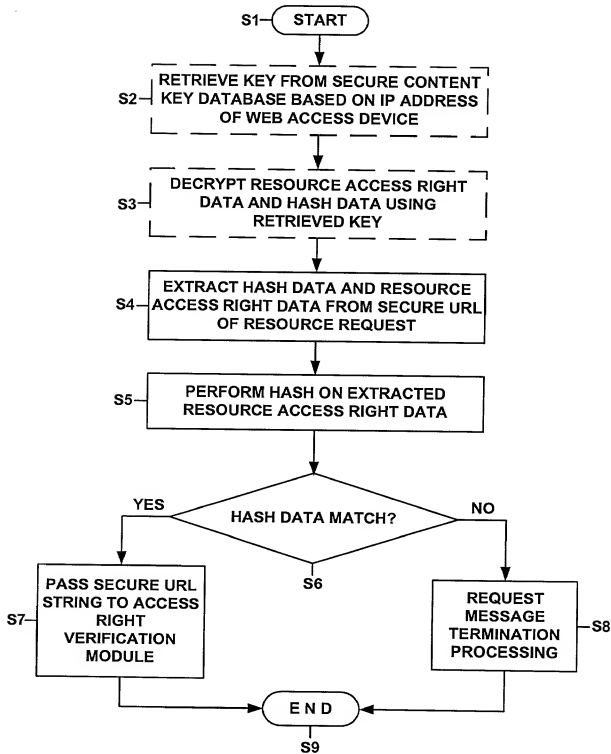 S1
START
S2
RETRIEVE KEY FROM SECURE CONTENT
KEY DATABASE BASED ON IP ADDRESS
OF WEB ACCESS DEVICE
S3
DECRYPT RESOURCE ACCESS RIGHT
DATA AND HASH DATA USING
RETRIEVED KEY
S4
EXTRACT HASH DATA AND RESOURCE
ACCESS RIGHT DATA FROM SECURE URL
OF RESOURCE REQUEST
S5
PERFORM HASH ON EXTRACTED
RESOURCE ACCESS RIGHT DATA
YES
HASH DATA MATCH?
NO
S6
S7
PASS SECURE URL
STRING TO ACCESS
RIGHT
VERIFICATION
MODULE
REQUEST
MESSAGE
TERMINATION
PROCESSING
S8
E N D
S9